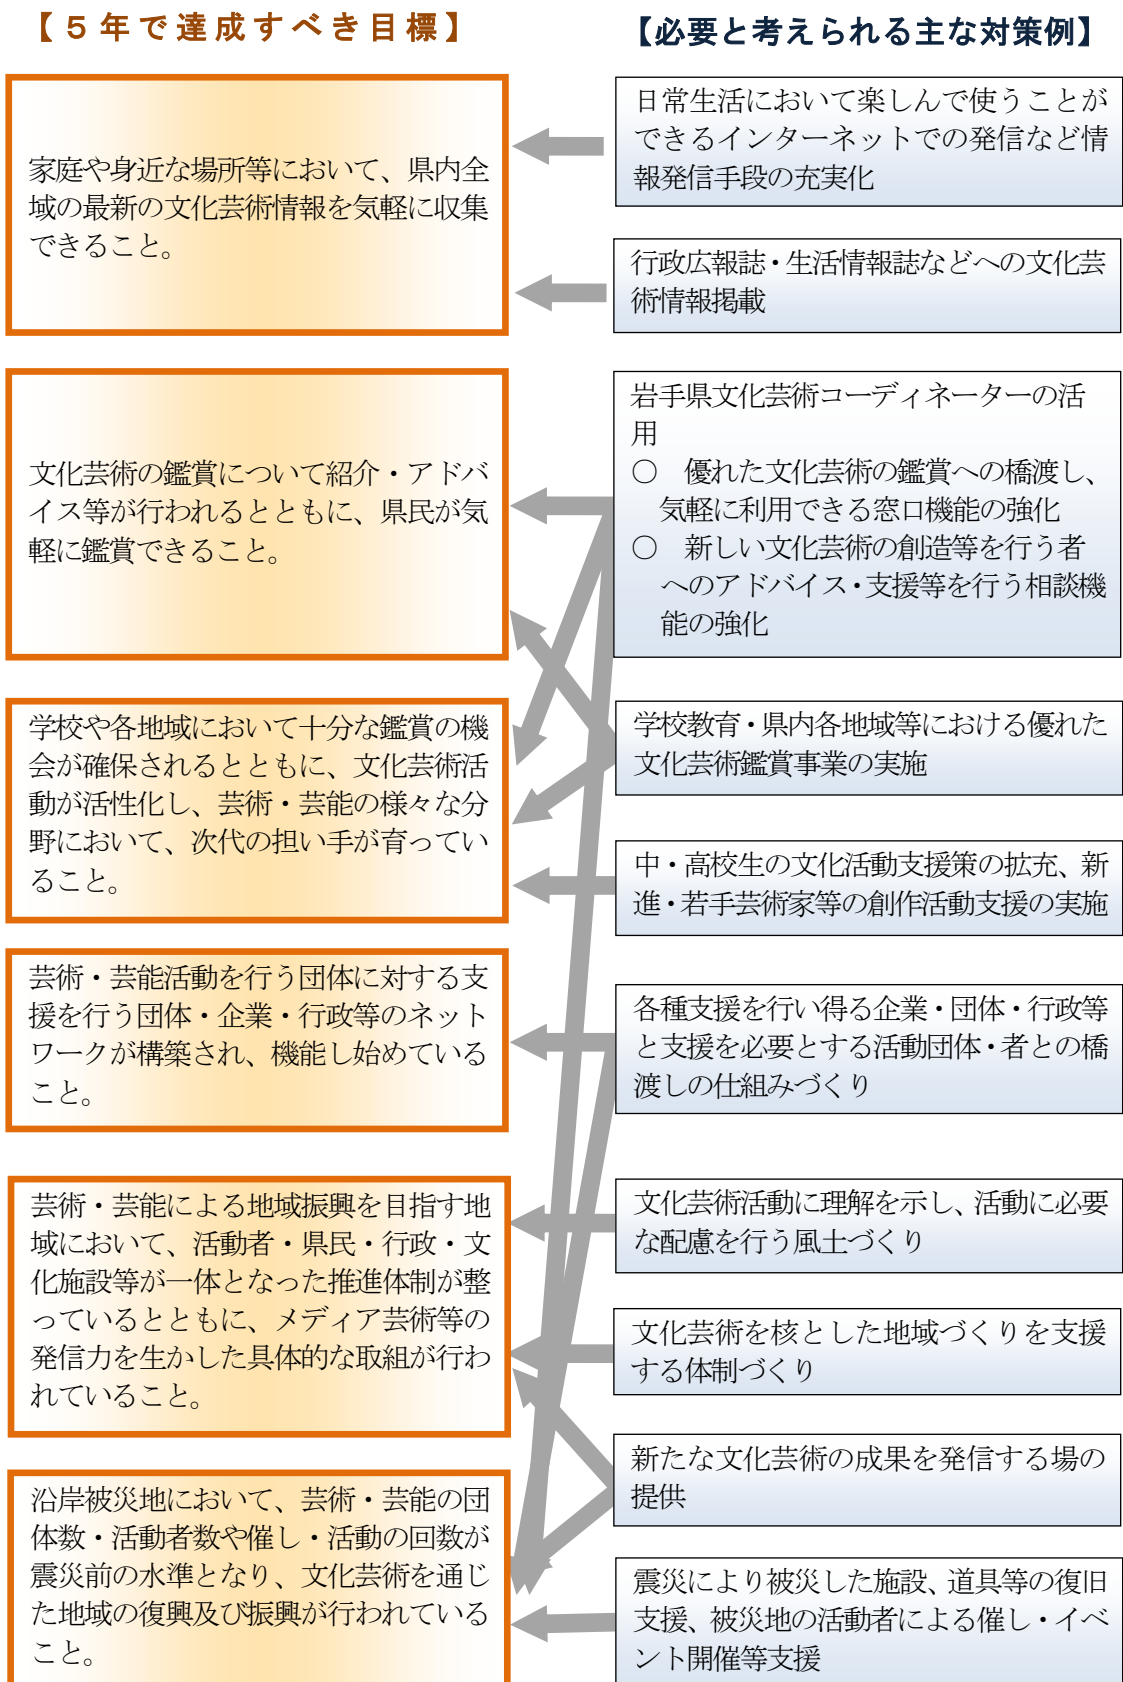 【５年で達成すべき目標】
家庭や身近な場所等において、県内全
域の最新の文化芸術情報を気軽に収集
できること。
文化芸術の鑑賞について紹介・アドバ
イス等が行われるとともに、県民が気
軽に鑑賞できること。
学校や各地域において十分な鑑賞の機
会が確保されるとともに、文化芸術活
動が活性化し、芸術・芸能の様々な分
野において、次代の担い手が育ってい
ること。
芸術・芸能活動を行う団体に対する支
援を行う団体・企業・行政等のネット
ワークが構築され、機能し始めている
こと。
芸術・芸能による地域振興を目指す地
域において、活動者・県民・行政・文
化施設等が一体となった推進体制が整
っているとともに、メディア芸術等の
発信力を生かした具体的な取組が行わ
れていること。
沿岸被災地において、芸術・芸能の団
体数・活動者数や催し・活動の回数が
震災前の水準となり、文化芸術を通じ
た地域の復興及び振興が行われている
こと。
【必要と考えられる主な対策例】
日常生活において楽しんで使うことが
できるインターネットでの発信など情
報発信手段の充実化
行政広報誌・生活情報誌などへの文化芸
術情報掲載
岩手県文化芸術コーディネーターの活
用
○　優れた文化芸術の鑑賞への橋渡し、
気軽に利用できる窓口機能の強化
○　新しい文化芸術の創造等を行う者
へのアドバイス・支援等を行う相談機
能の強化
学校教育・県内各地域等における優れた
文化芸術鑑賞事業の実施
中・高校生の文化活動支援策の拡充、新
進・若手芸術家等の創作活動支援の実施
各種支援を行い得る企業・団体・行政等
と支援を必要とする活動団体・者との橋
渡しの仕組みづくり
文化芸術活動に理解を示し、活動に必要
な配慮を行う風土づくり
文化芸術を核とした地域づくりを支援
する体制づくり
新たな文化芸術の成果を発信する場の
提供
震災により被災した施設、道具等の復旧
支援、被災地の活動者による催し・イベ
ント開催等支援